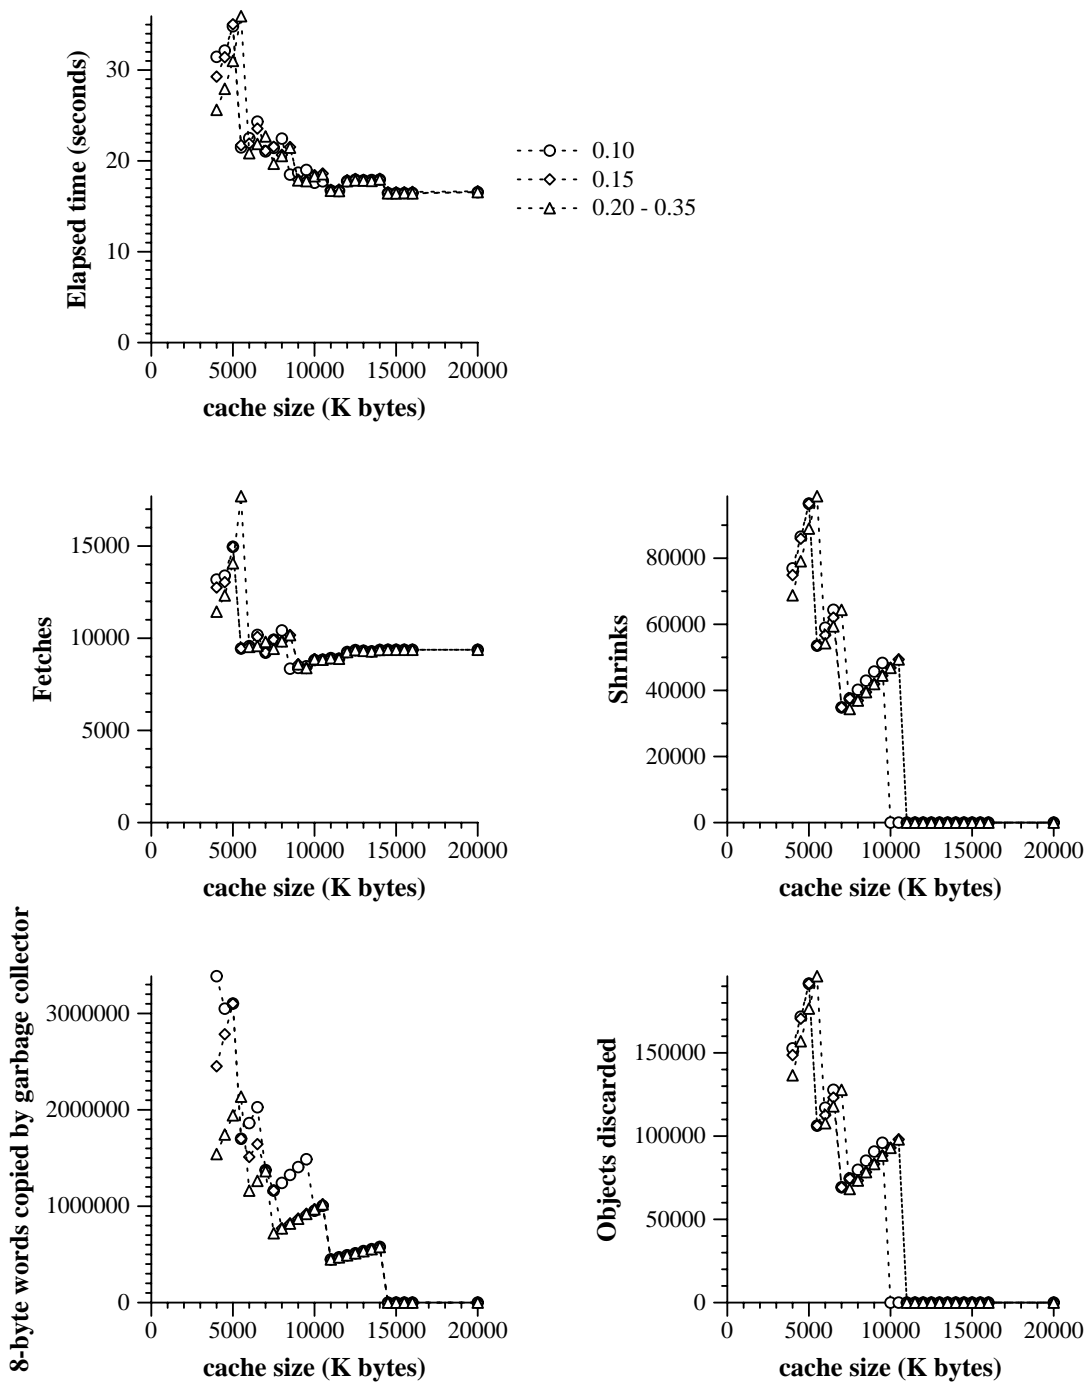 Elapsed time (seconds)
30
20
10
0
0 5000 10000 15000 20000
cache size (K bytes)
0.10
0.15
0.20 - 0.35
Fetches
15000
10000
5000
0
0 5000 10000 15000 20000
cache size (K bytes)
Shrinks
80000
60000
40000
20000
0
0 5000 10000 15000 20000
cache size (K bytes)
8-byte words copied by garbage collector
3000000
2000000
1000000
0
0 5000 10000 15000 20000
cache size (K bytes)
Objects discarded
150000
100000
50000
0
0 5000 10000 15000 20000
cache size (K bytes)